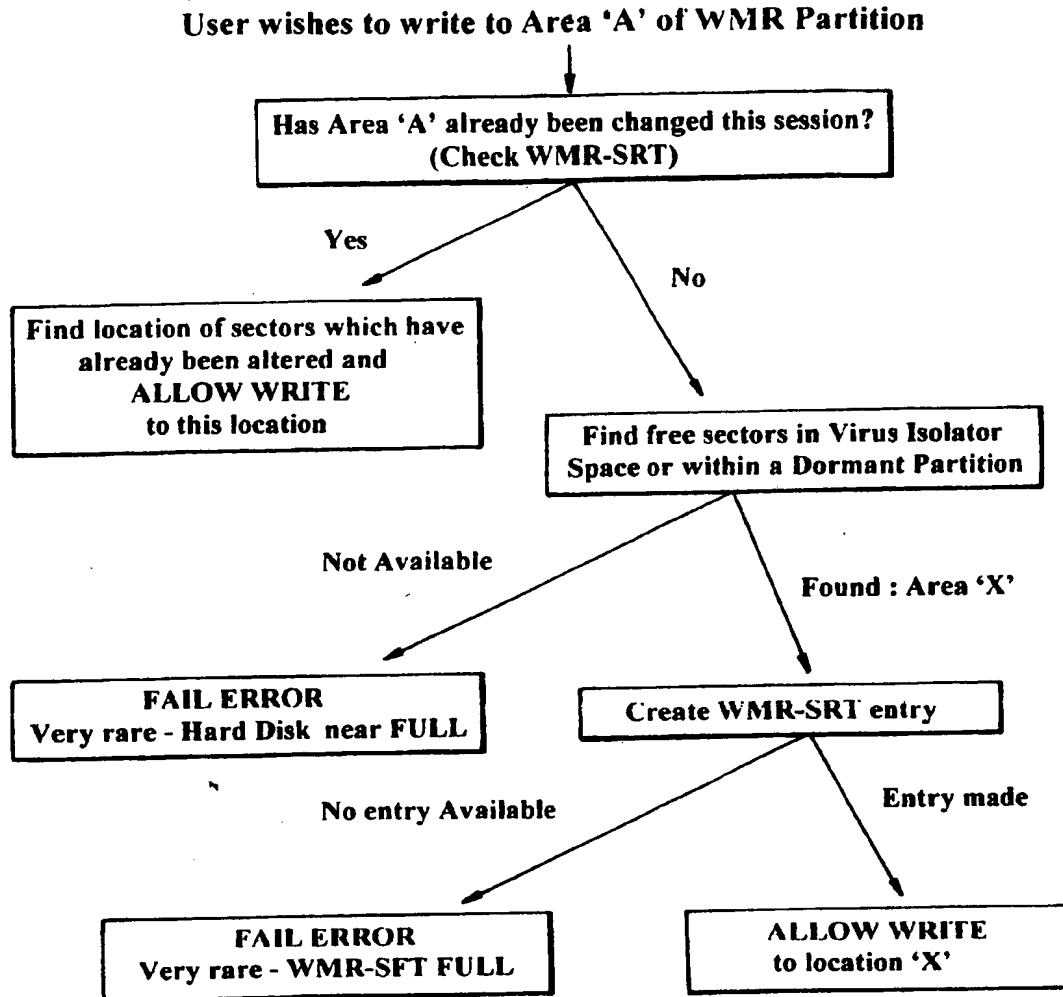 User wishes to write to Area ‘A’ of WMR Partition
Has Area ‘A’ already been changed this session?
(Check WMR-SRT)
Yes
No
Find location of sectors which have
already been altered and
ALLOW WRITE
to this location
Find free sectors in Virus Isolator
Space or within a Dormant Partition
Not Available
Found : Area ‘X’
FAIL ERROR
Very rare - Hard Disk near FULL
Create WMR-SRT entry
No entry Available
Entry made
FAIL ERROR
Very rare - WMR-SFT FULL
ALLOW WRITE
to location ‘X’